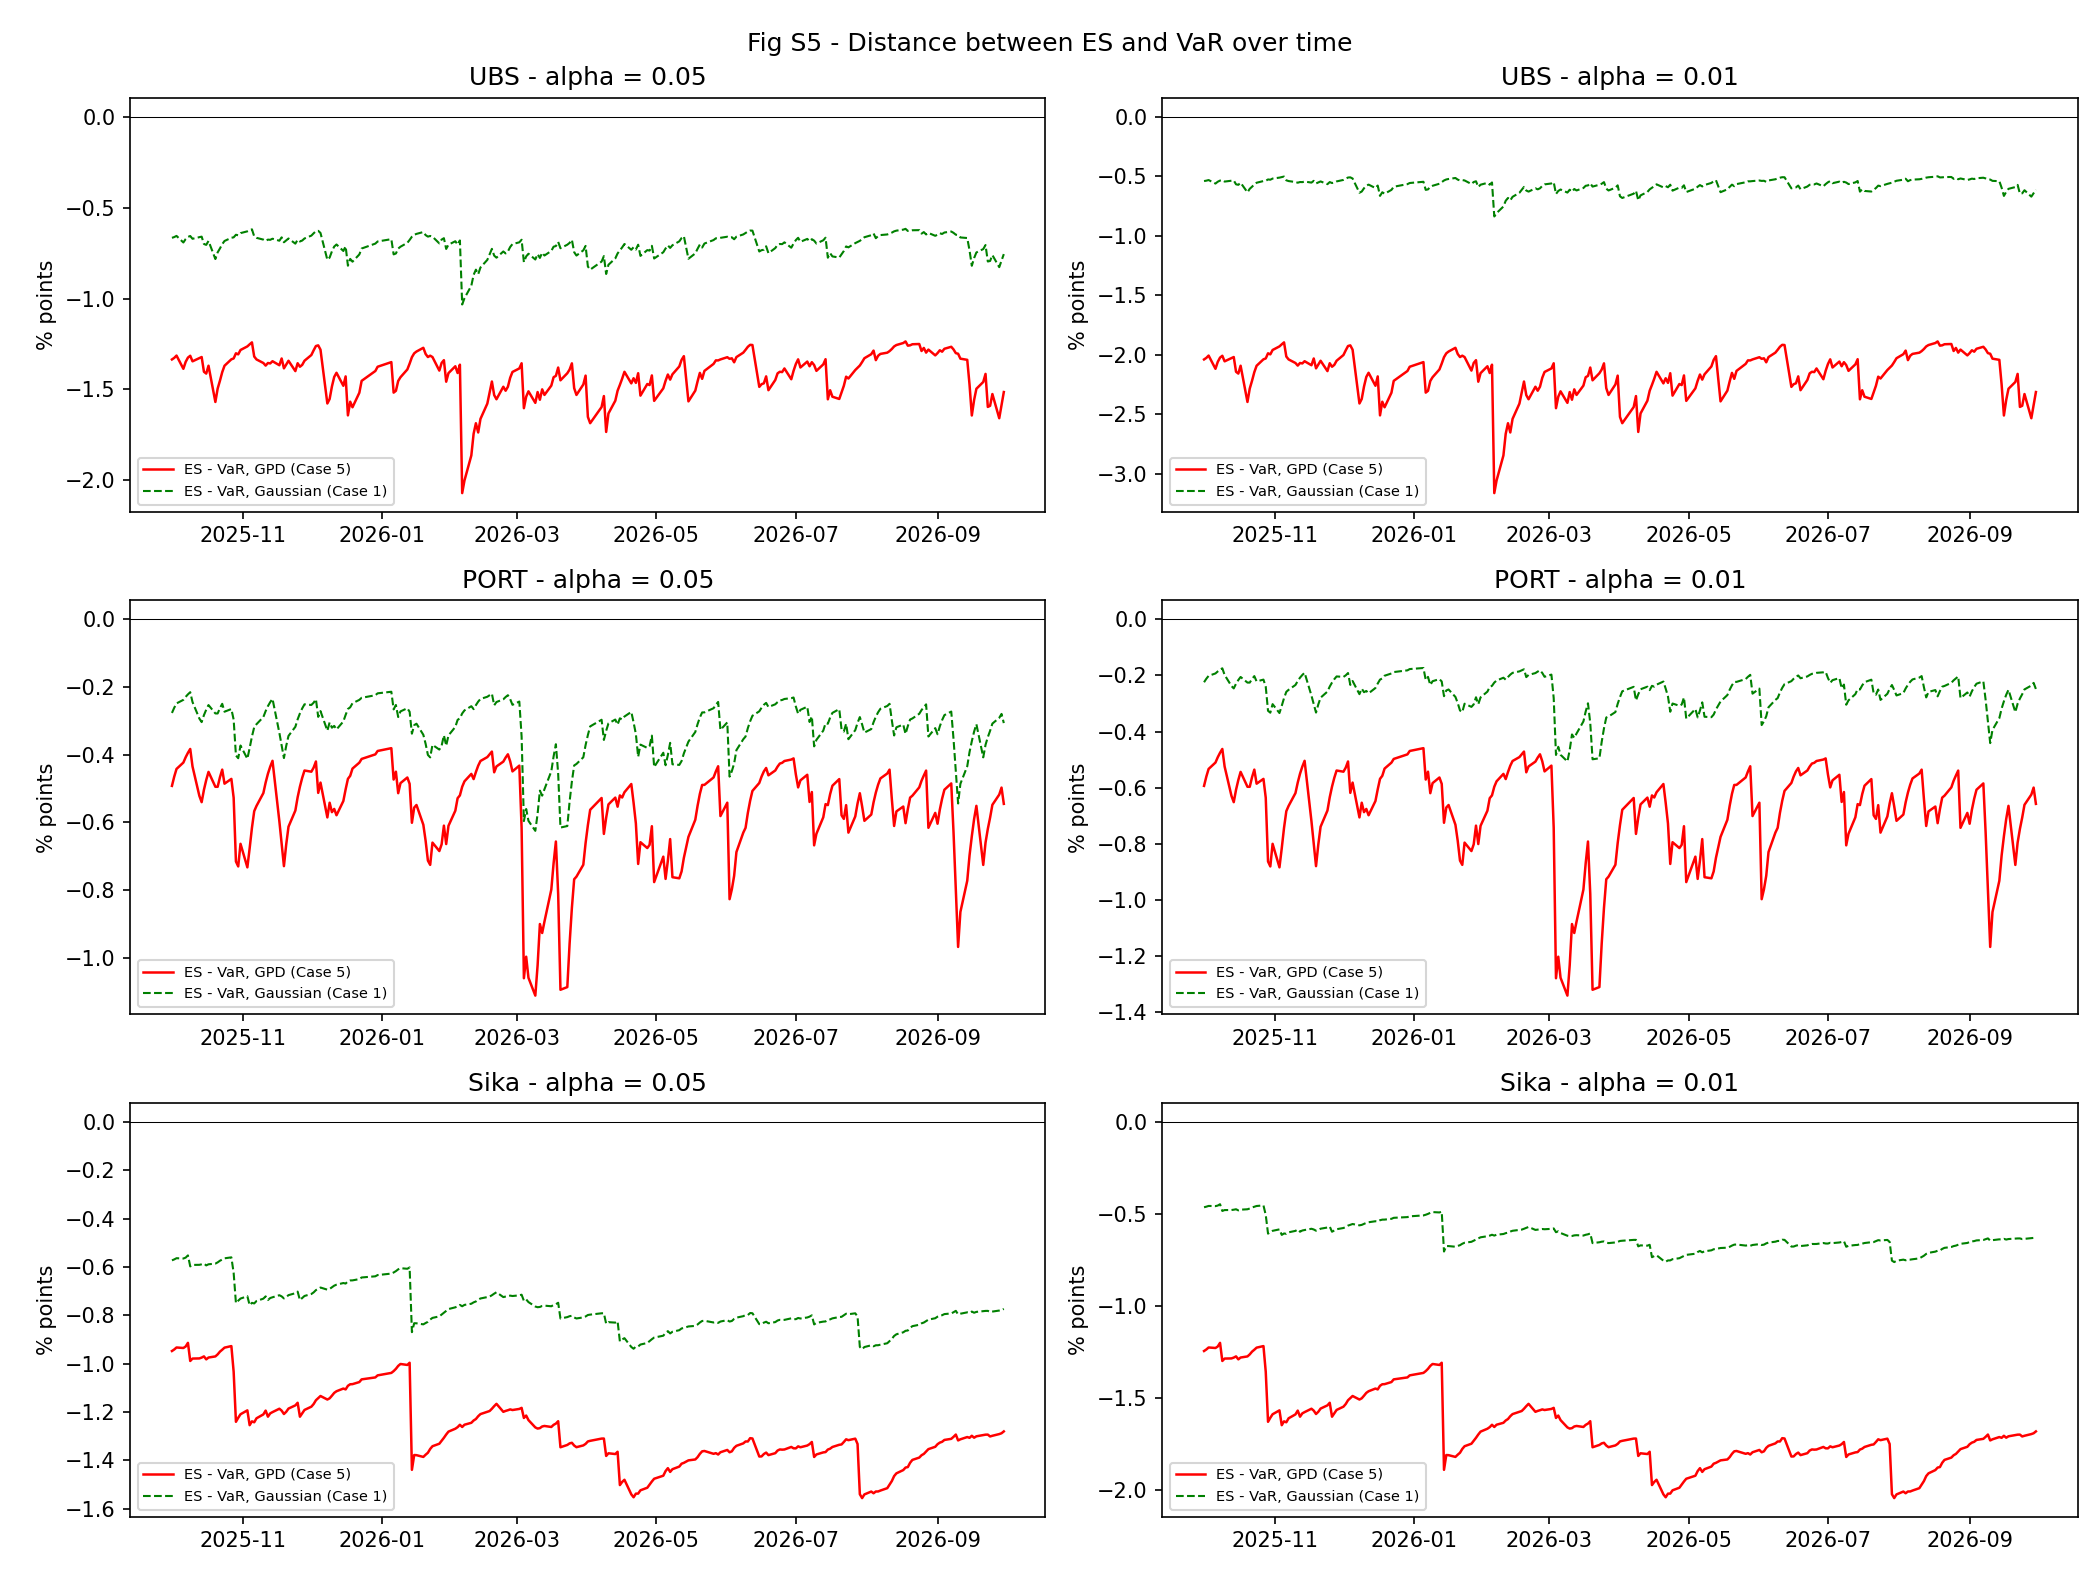 Fig S5 - Distance between ES and VaR over time
UBS - alpha = 0.05
0.0
−0.5
−1.0
−1.5
−2.0
% points
ES - VaR, GPD (Case 5)
ES - VaR, Gaussian (Case 1)
2025-11 2026-01 2026-03 2026-05 2026-07 2026-09
UBS - alpha = 0.01
0.0
−0.5
−1.0
−1.5
−2.0
−2.5
−3.0
% points
ES - VaR, GPD (Case 5)
ES - VaR, Gaussian (Case 1)
2025-11 2026-01 2026-03 2026-05 2026-07 2026-09
PORT - alpha = 0.05
0.0
−0.2
−0.4
−0.6
−0.8
−1.0
% points
ES - VaR, GPD (Case 5)
ES - VaR, Gaussian (Case 1)
2025-11 2026-01 2026-03 2026-05 2026-07 2026-09
PORT - alpha = 0.01
0.0
−0.2
−0.4
−0.6
−0.8
−1.0
−1.2
−1.4
% points
ES - VaR, GPD (Case 5)
ES - VaR, Gaussian (Case 1)
2025-11 2026-01 2026-03 2026-05 2026-07 2026-09
Sika - alpha = 0.05
0.0
−0.2
−0.4
−0.6
−0.8
−1.0
−1.2
−1.4
−1.6
% points
ES - VaR, GPD (Case 5)
ES - VaR, Gaussian (Case 1)
2025-11 2026-01 2026-03 2026-05 2026-07 2026-09
Sika - alpha = 0.01
0.0
−0.5
−1.0
−1.5
−2.0
% points
ES - VaR, GPD (Case 5)
ES - VaR, Gaussian (Case 1)
2025-11 2026-01 2026-03 2026-05 2026-07 2026-09